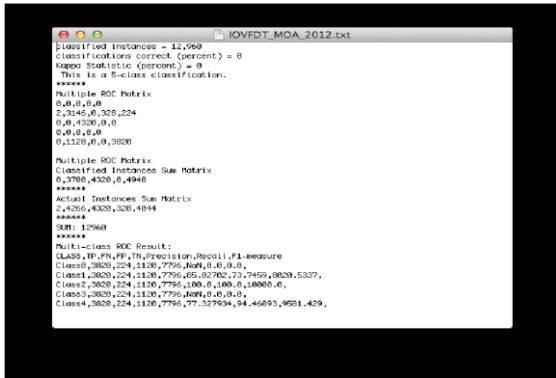 IOVFDT_MOA_2012.txt
classified instances = 12,960
classifications correct (percent) = 0
Kappa Statistic (percent) = 0
This is a 5-class classification.
******
Multiple ROC Matrix
0,0,0,0,0
2,3146,0,328,224
0,0,4320,0,0
0,0,0,0,0
0,1120,0,0,3820
Multiple ROC Matrix
Classified Instances Sum Matrix
0,3700,4320,0,4940
******
Actual Instances Sum Matrix
2,4266,4320,328,4044
******
SUM: 12960
******
Multi-class ROC Result:
CLASS,TP,FN,FP,TN,Precision,Recall,F1-measure
Class0,3820,224,1120,7796,NaN,0.0,0.0,
Class1,3820,224,1120,7796,85.02702,73.7459,8020.5337,
Class2,3820,224,1120,7796,100.0,100.0,10000.0,
Class3,3820,224,1120,7796,NaN,0.0,0.0,
Class4,3820,224,1120,7796,77.327934,94.46093,9581.429,